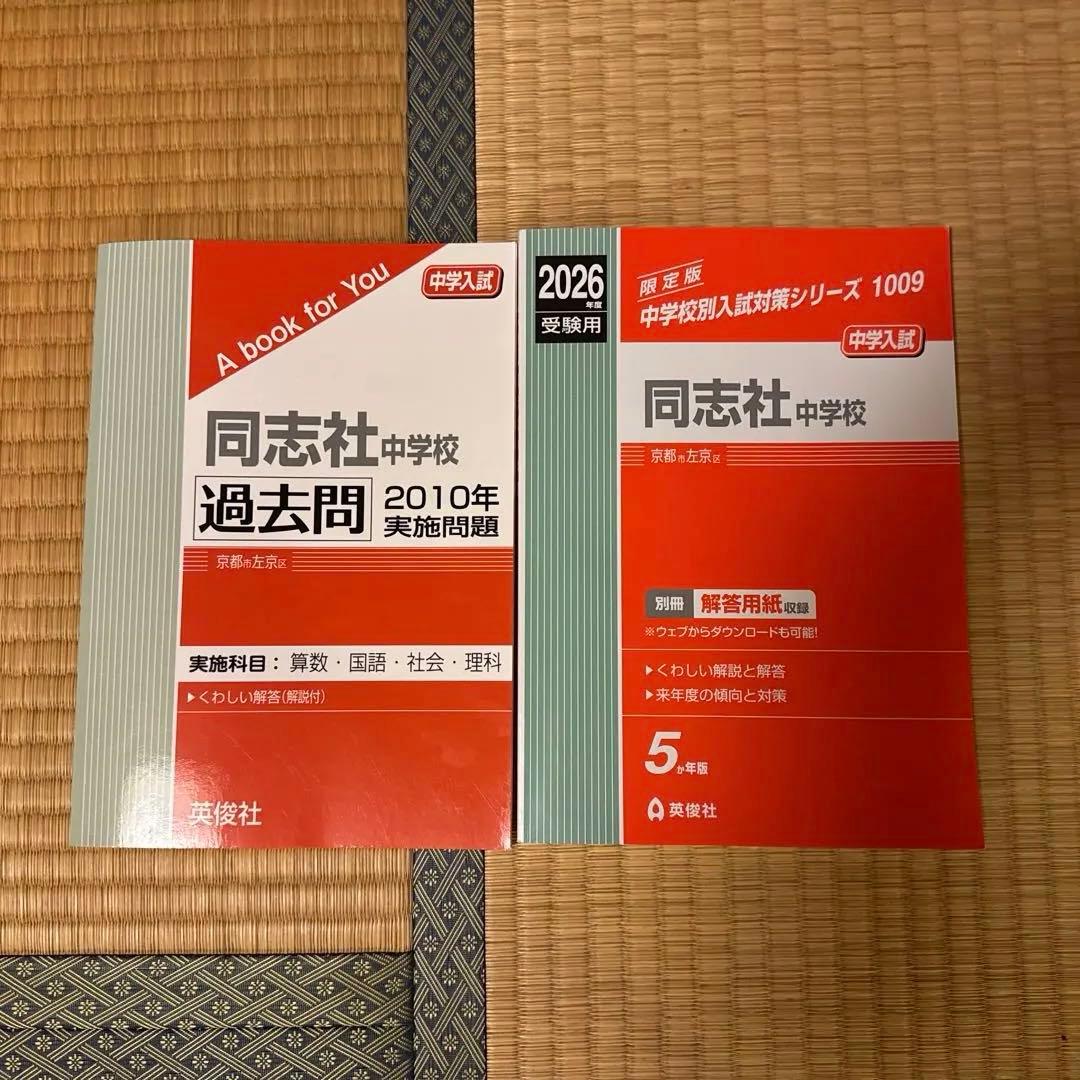 A book for You
中学入試
同志社中学校
過去問
2010年
実施問題
京都市左京区
実施科目：算数・国語・社会・理科
▶くわしい解答(解説付)
英俊社
2026年度
受験用
限定版
中学校別入試対策シリーズ 1009
中学入試
同志社中学校
京都市左京区
別冊 解答用紙収録
※ウェブからダウンロードも可能!
▶くわしい解説と解答
▶来年度の傾向と対策
5か年版
英俊社